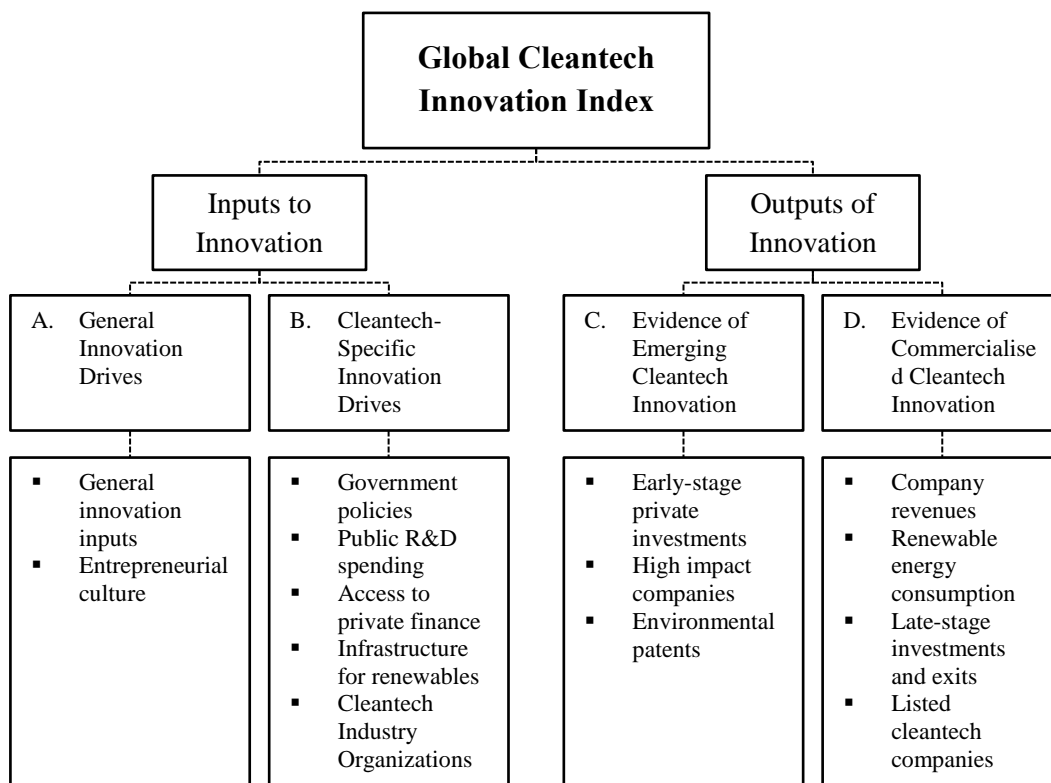 Global Cleantech
Innovation Index
Inputs to
Innovation
Outputs of
Innovation
A. General
Innovation
Drives
B. Cleantech-
Specific
Innovation
Drives
C. Evidence of
Emerging
Cleantech
Innovation
D. Evidence of
Commercialise
d Cleantech
Innovation
▪ General
innovation
inputs
▪ Entrepreneurial
culture
▪ Government
policies
▪ Public R&D
spending
▪ Access to
private finance
▪ Infrastructure
for renewables
▪ Cleantech
Industry
Organizations
▪ Early-stage
private
investments
▪ High impact
companies
▪ Environmental
patents
▪ Company
revenues
▪ Renewable
energy
consumption
▪ Late-stage
investments
and exits
▪ Listed
cleantech
companies